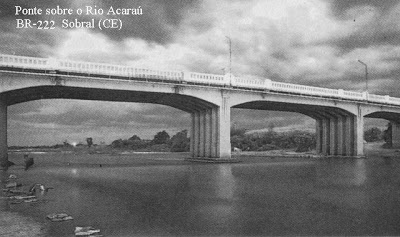 Ponte sobre o Rio Acaraú
BR-222 Sobral (CE)